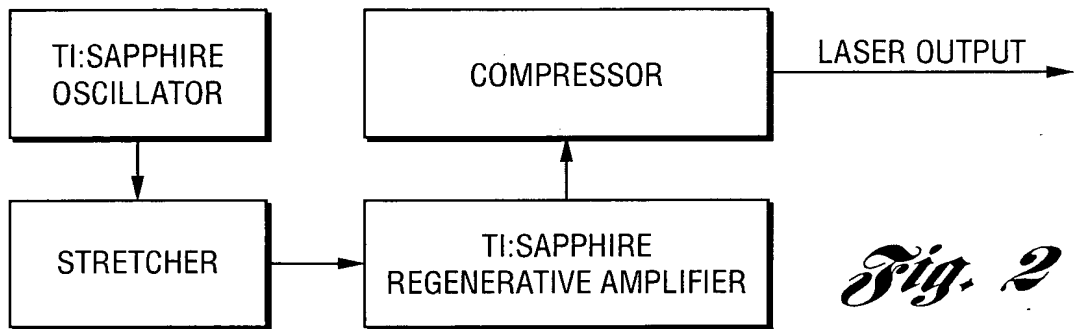 TI:SAPPHIRE
OSCILLATOR
COMPRESSOR
LASER OUTPUT
STRETCHER
TI:SAPPHIRE
REGENERATIVE AMPLIFIER
Fig. 2